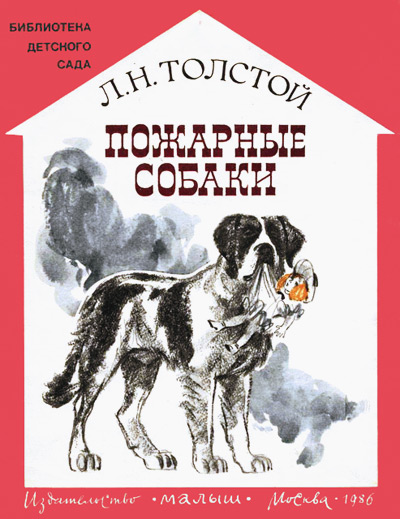 БИБЛИОТЕКА
ДЕТСКОГО
САДА
Л.Н.ТОЛСТОЙ
ПОЖАРНЫЕ
СОБАКИ
Издательство · малыш · Москва · 1986